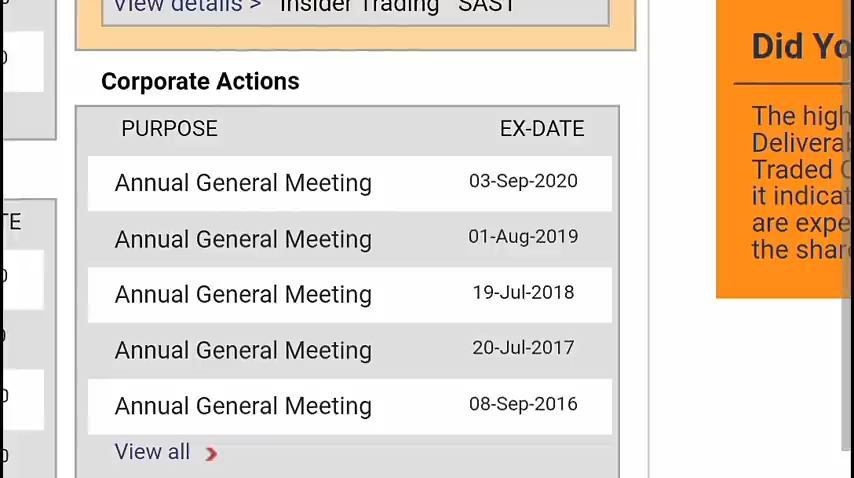 View details > Insider Trading SAST
Corporate Actions
PURPOSE EX-DATE
Annual General Meeting 03-Sep-2020
Annual General Meeting 01-Aug-2019
Annual General Meeting 19-Jul-2018
Annual General Meeting 20-Jul-2017
Annual General Meeting 08-Sep-2016
View all
TE
Did Yo
The high
Delivera
Traded
it indicat
are expe
the shar